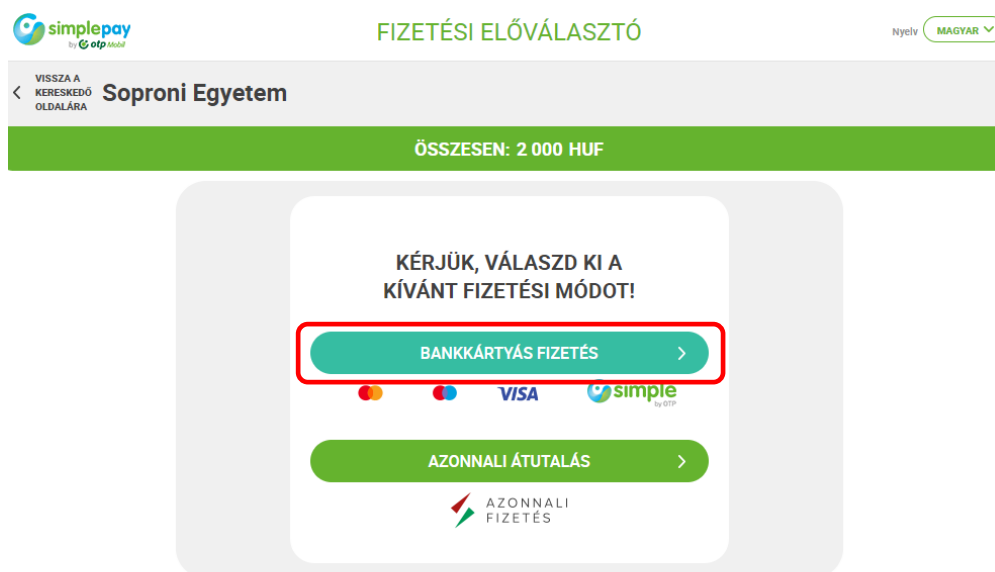 simplepay
by otp Mobil
FIZETÉSI ELŐVÁLASZTÓ
Nyelv
MAGYAR
VISSZA A
KERESKEDŐ
OLDALÁRA
Soproni Egyetem
ÖSSZESEN: 2 000 HUF
KÉRJÜK, VÁLASZD KI A
KÍVÁNT FIZETÉSI MÓDOT!
BANKKÁRTYÁS FIZETÉS
VISA
simple
by OTP
AZONNALI ÁTUTALÁS
AZONNALI
FIZETÉS